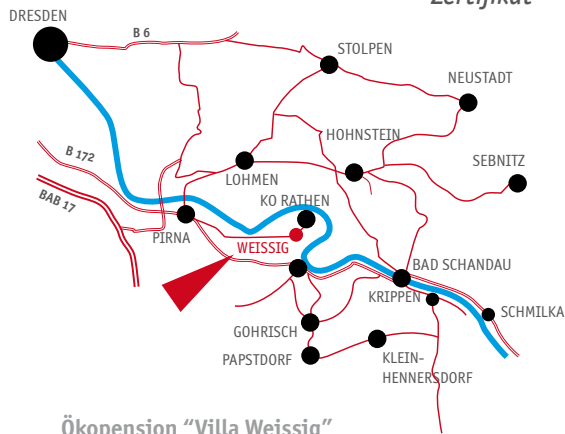 Zertifikat
DRESDEN
B 6
STOLPEN
NEUSTADT
HOHNSTEIN
B 172
SEBNITZ
LOHMEN
BAB 17
KO RATHEN
PIRNA
WEISSIG
BAD SCHANDAU
KRIPPEN
SCHMILKA
GOHRISCH
PAPSTDORF
KLEIN-
HENNERSDORF
Ökopension “Villa Weissig”